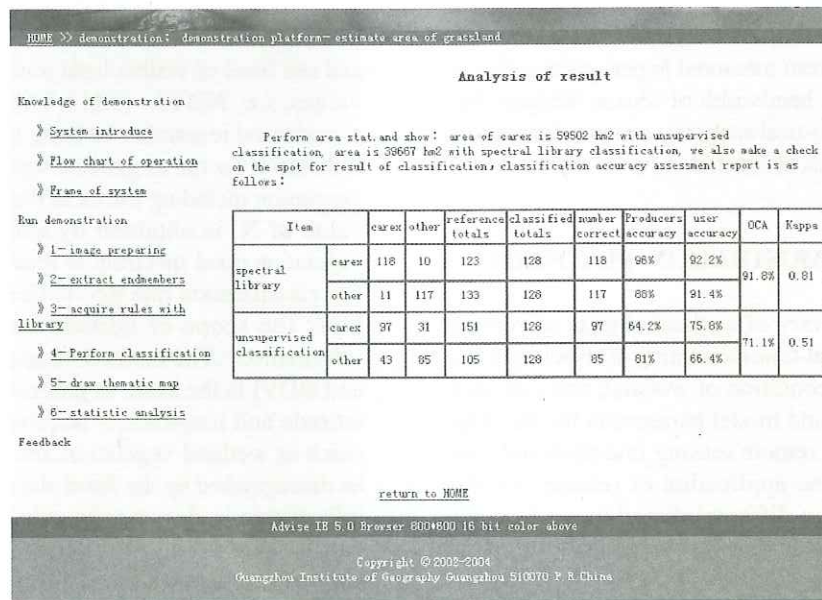 HOME >> demonstration: demonstration platform- estimate area of grassland
Analysis of result
Knowledge of demonstration
》 System introduce
》 Flow chart of operation
》 Frame of system
Run demonstration
》 1-image preparing
》 2-extract endmembers
》 3-acquire rules with
library
》 4-Perform classification
》 5-draw thematic map
》 6-statistic analysis
Feedback
Perform area stat.and show: area of carex is 59502 hm2 with unsupervised
classification, area is 39667 hm2 with spectral library classification, we also make a check
on the spot for result of classification, classification accuracy assessment report is as
follows:
Item carex other reference totals classified totals number correct Producers accuracy user accuracy OCA Kappa
spectral library carex 118 10 123 128 118 96% 92.2% 91.8% 0.81
other 11 117 133 128 117 88% 91.4%
unsupervised classification carex 97 31 151 128 97 64.2% 75.8% 71.1% 0.51
other 43 85 105 128 85 81% 66.4%
return to HOME
Advise IE 5.0 Browser 800*600 16 bit color above
Copyright © 2002-2004
Guangzhou Institute of Geography Guangzhou 510070 P.R.China